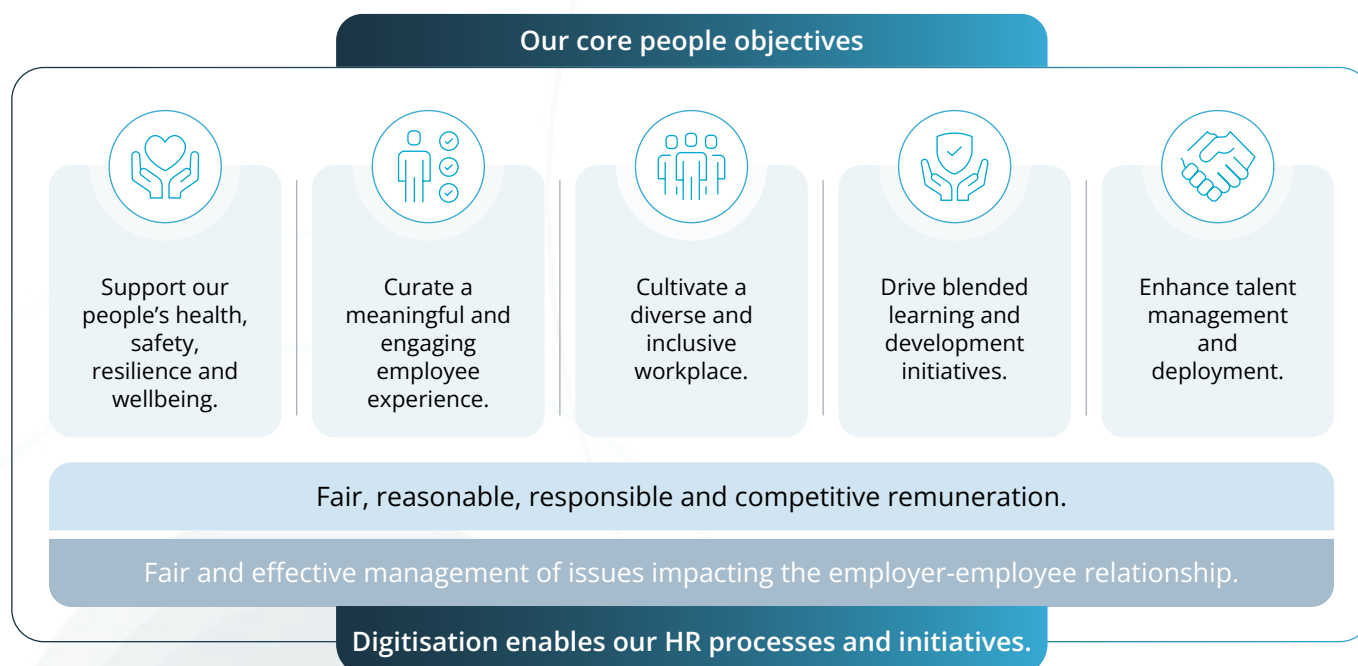 Our core people objectives
Support our
people’s health,
safety,
resilience and
wellbeing.
Curate a
meaningful and
engaging
employee
experience.
Cultivate a
diverse and
inclusive
workplace.
Drive blended
learning and
development
initiatives.
Enhance talent
management
and
deployment.
Fair, reasonable, responsible and competitive remuneration.
Fair and effective management of issues impacting the employer-employee relationship.
Digitisation enables our HR processes and initiatives.